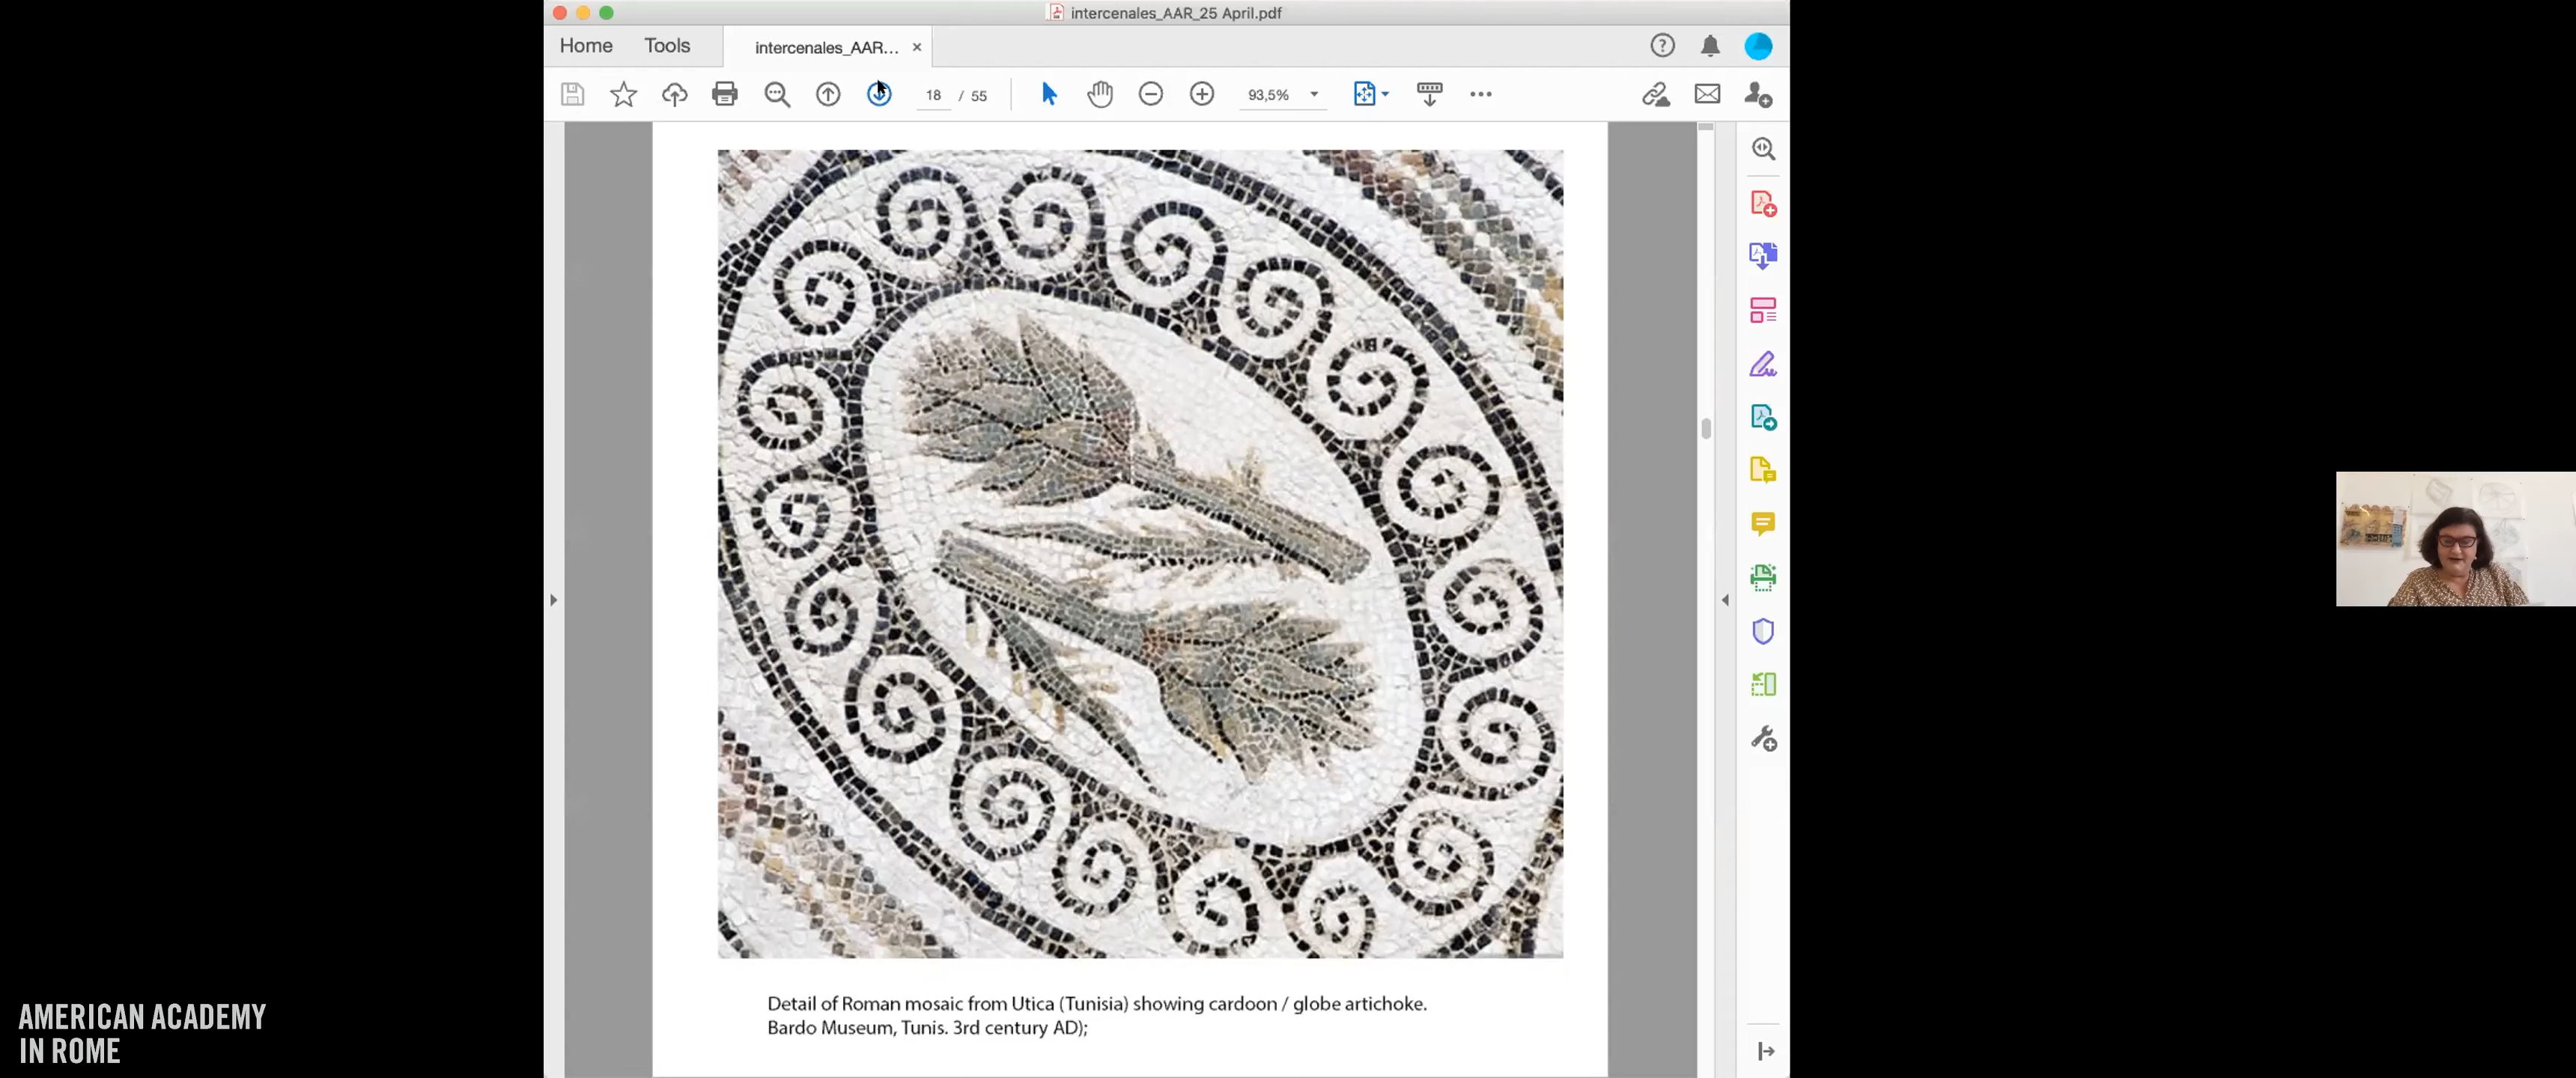 intercenales_AAR_25 April.pdf
Home
Tools
intercenales_AAR...
18 / 55
93,5%
Detail of Roman mosaic from Utica (Tunisia) showing cardoon / globe artichoke.
Bardo Museum, Tunis. 3rd century AD);
AMERICAN ACADEMY
IN ROME